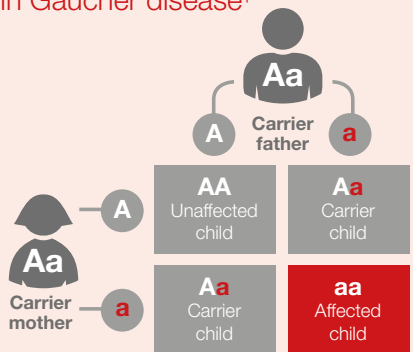 in Gaucher disease
Aa
A
Carrier
father
a
A
AA
Unaffected
child
Aa
Carrier
child
Aa
Carrier
mother
a
Aa
Carrier
child
aa
Affected
child